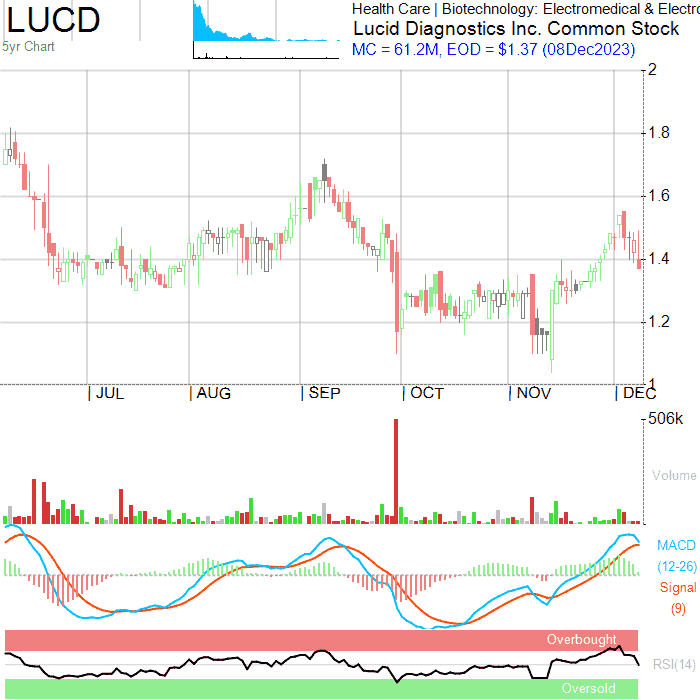 LUCD
5yr Chart
Health Care | Biotechnology: Electromedical & Electro
Lucid Diagnostics Inc. Common Stock
MC = 61.2M, EOD = $1.37 (08Dec2023)
2
1.8
1.6
1.4
1.2
1
| JUL
| AUG
| SEP
| OCT
| NOV
| DEC
506k
Volume
MACD
(12-26)
Signal
(9)
Overbought
RSI(14)
Oversold